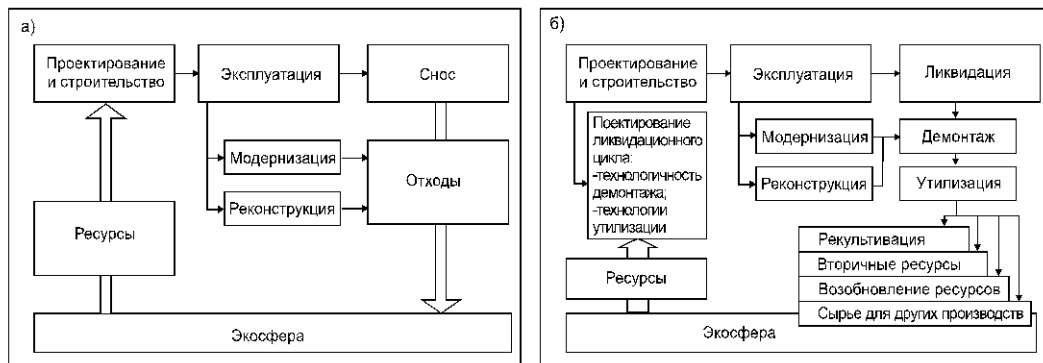 а)
Проектирование
и строительство
Эксплуатация
Снос
Модернизация
Реконструкция
Отходы
Ресурсы
Экосфера
б)
Проектирование
и строительство
Эксплуатация
Ликвидация
Поектирование
ликвидационного
цикла:
-технологичность
демонтажа;
-технологии
утилизации
Модернизация
Реконструкция
Демонтаж
Утилизация
Рекультивация
Вторичные ресурсы
Возобновление ресурсов
Сырье для других производств
Ресурсы
Экосфера